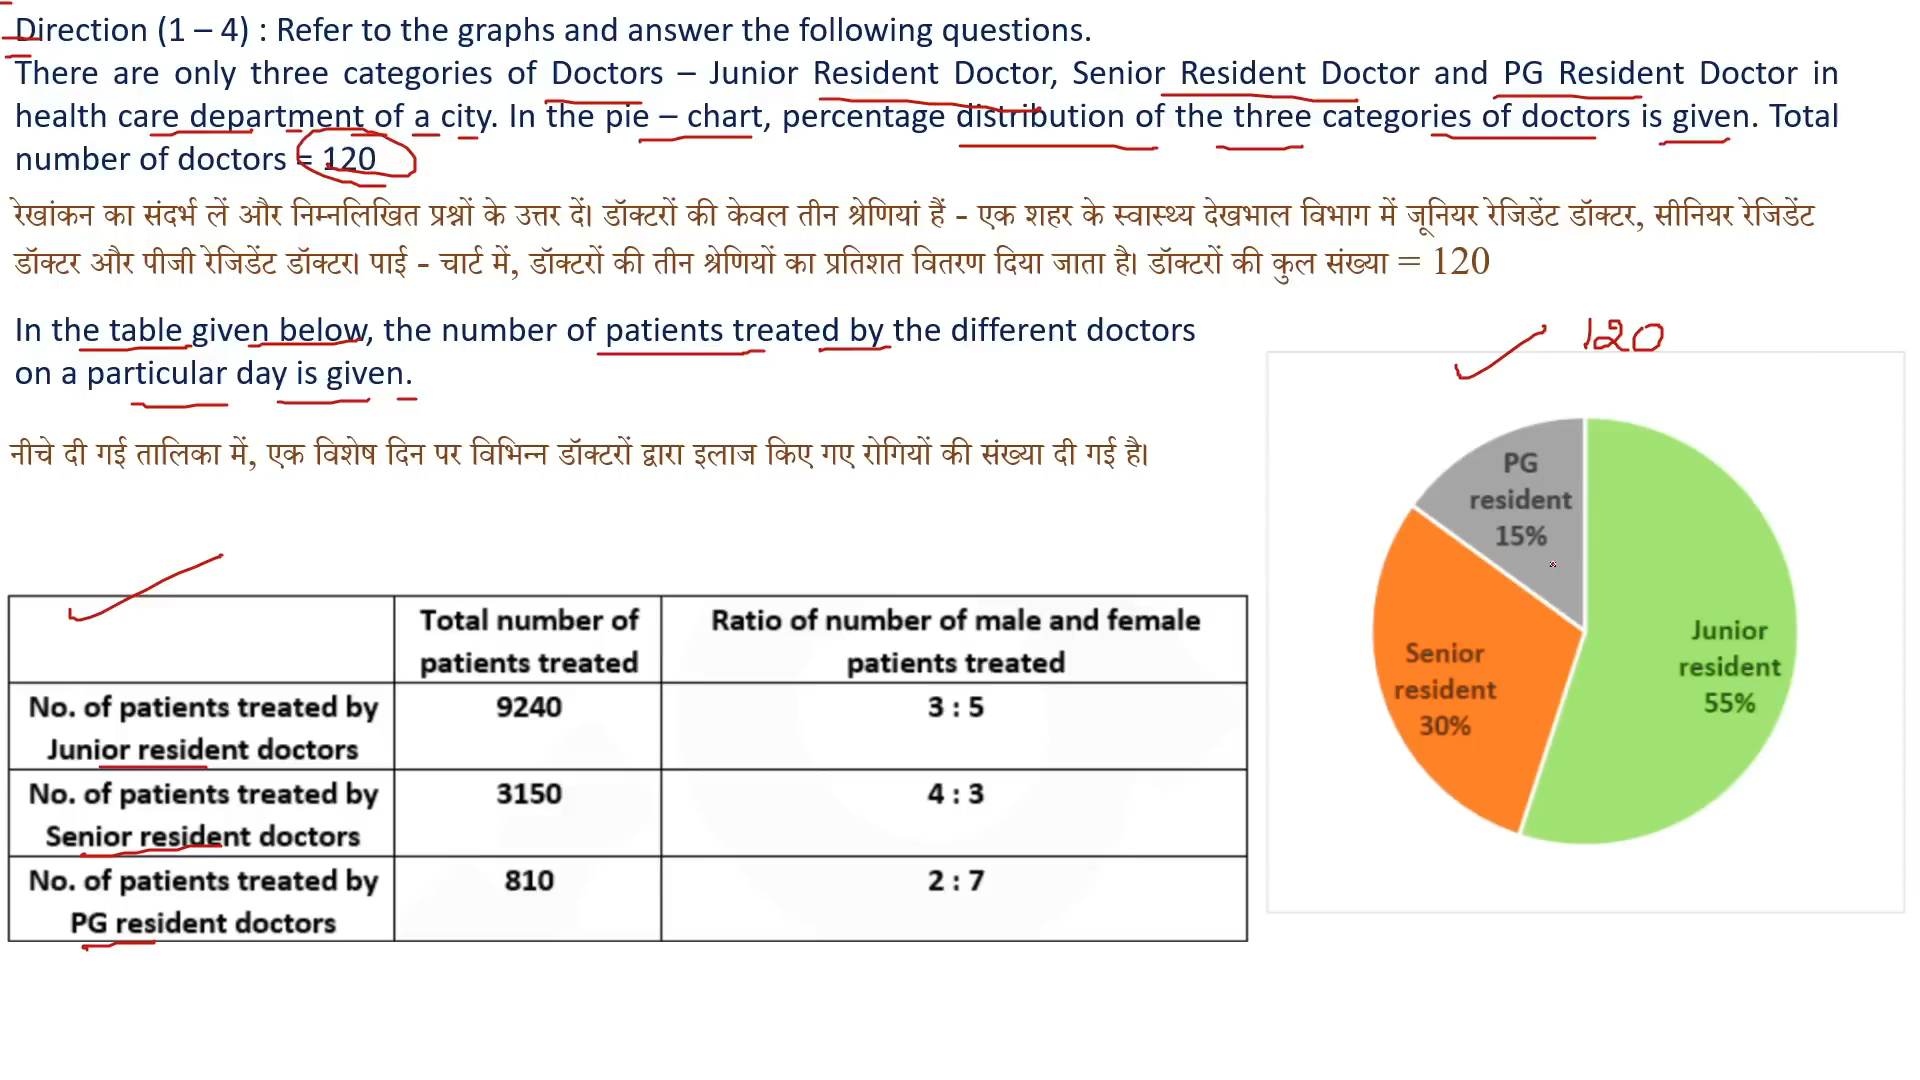 Direction (1 – 4) : Refer to the graphs and answer the following questions.
There are only three categories of Doctors – Junior Resident Doctor, Senior Resident Doctor and PG Resident Doctor in
health care department of a city. In the pie – chart, percentage distribution of the three categories of doctors is given. Total
number of doctors = 120
रेखांकन का संदर्भ लें और निम्नलिखित प्रश्नों के उत्तर दें। डॉक्टरों की केवल तीन श्रेणियां हैं - एक शहर के स्वास्थ्य देखभाल विभाग में जूनियर रेजिडेंट डॉक्टर, सीनियर रेजिडेंट
डॉक्टर और पीजी रेजिडेंट डॉक्टर। पाई - चार्ट में, डॉक्टरों की तीन श्रेणियों का प्रतिशत वितरण दिया जाता है। डॉक्टरों की कुल संख्या = 120
In the table given below, the number of patients treated by the different doctors
on a particular day is given.
नीचे दी गई तालिका में, एक विशेष दिन पर विभिन्न डॉक्टरों द्वारा इलाज किए गए रोगियों की संख्या दी गई है।
120
PG
resident
15%
Senior
resident
30%
Junior
resident
55%
Total number of
patients treated
Ratio of number of male and female
patients treated
No. of patients treated by
Junior resident doctors
9240
3 : 5
No. of patients treated by
Senior resident doctors
3150
4 : 3
No. of patients treated by
PG resident doctors
810
2 : 7